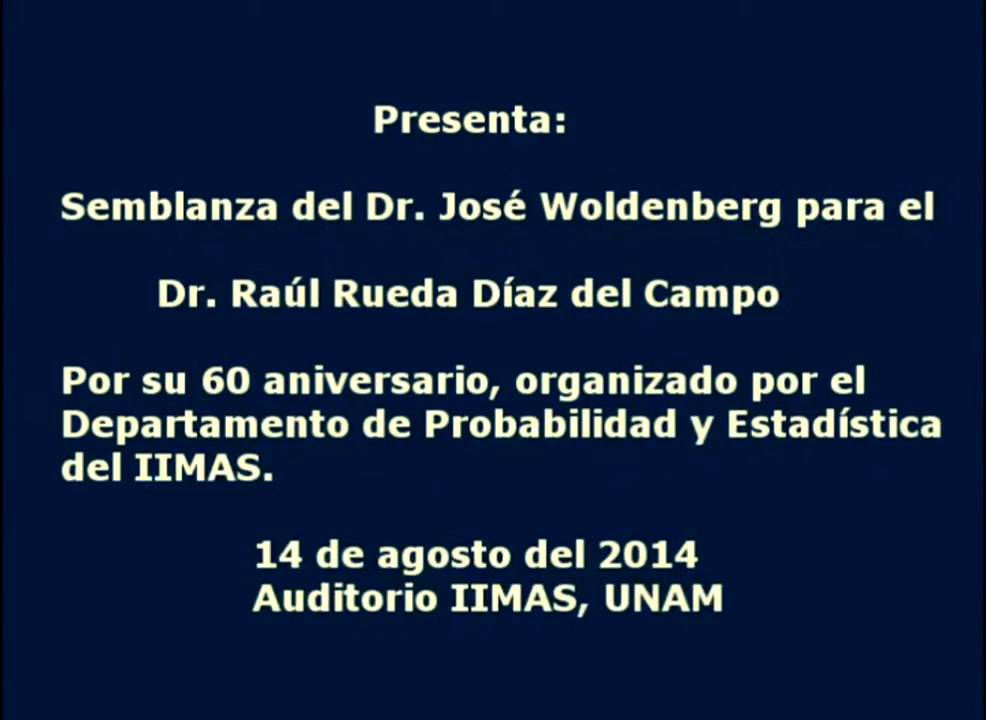 Presenta:
Semblanza del Dr. José Woldenberg para el
Dr. Raúl Rueda Díaz del Campo
Por su 60 aniversario, organizado por el
Departamento de Probabilidad y Estadística
del IIMAS.
14 de agosto del 2014
Auditorio IIMAS, UNAM